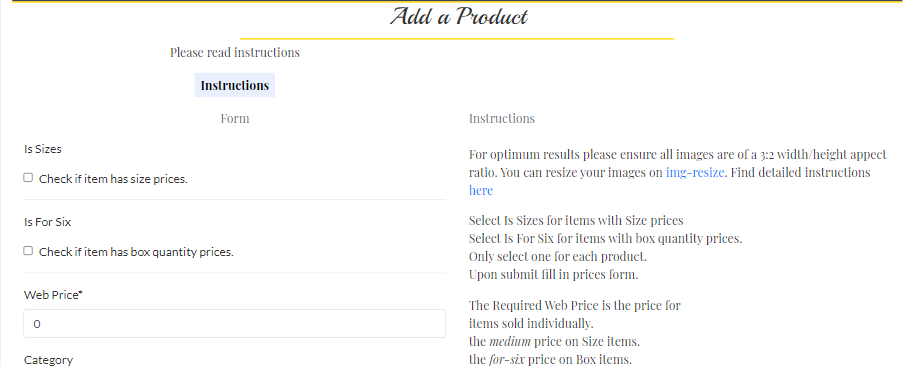 Add a Product
Please read instructions
Instructions
Form
Is Sizes
Check if item has size prices.
Is For Six
Check if item has box quantity prices.
Web Price*
0
Category
Instructions
For optimum results please ensure all images are of a 3:2 width/height appect
ratio. You can resize your images on img-resize. Find detailed instructions
here
Select Is Sizes for items with Size prices
Select Is For Six for items with box quantity prices.
Only select one for each product.
Upon submit fill in prices form.
The Required Web Price is the price for
items sold individually.
the medium price on Size items.
the for-six price on Box items.